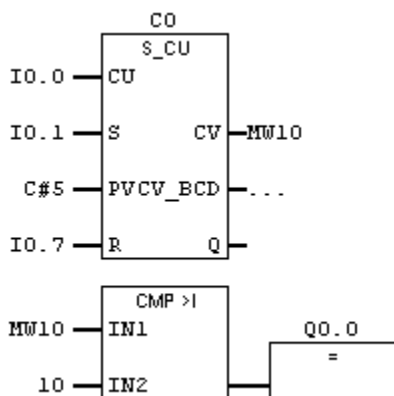 C0
S_CU
I0.0 CU
I0.1 S CV MW10
C#5 PV CV_BCD ...
I0.7 R Q
CMP >I
MW10 IN1 Q0.0
=
10 IN2